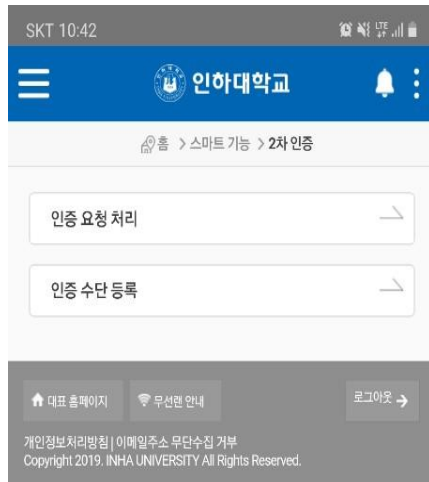 SKT 10:42
LTE
인하대학교
홈 > 스마트 기능 > 2차 인증
인증 요청 처리
인증 수단 등록
대표 홈페이지 무선랜 안내 로그아웃
개인정보처리방침 | 이메일주소 무단수집 거부
Copyright 2019. INHA UNIVERSITY All Rights Reserved.